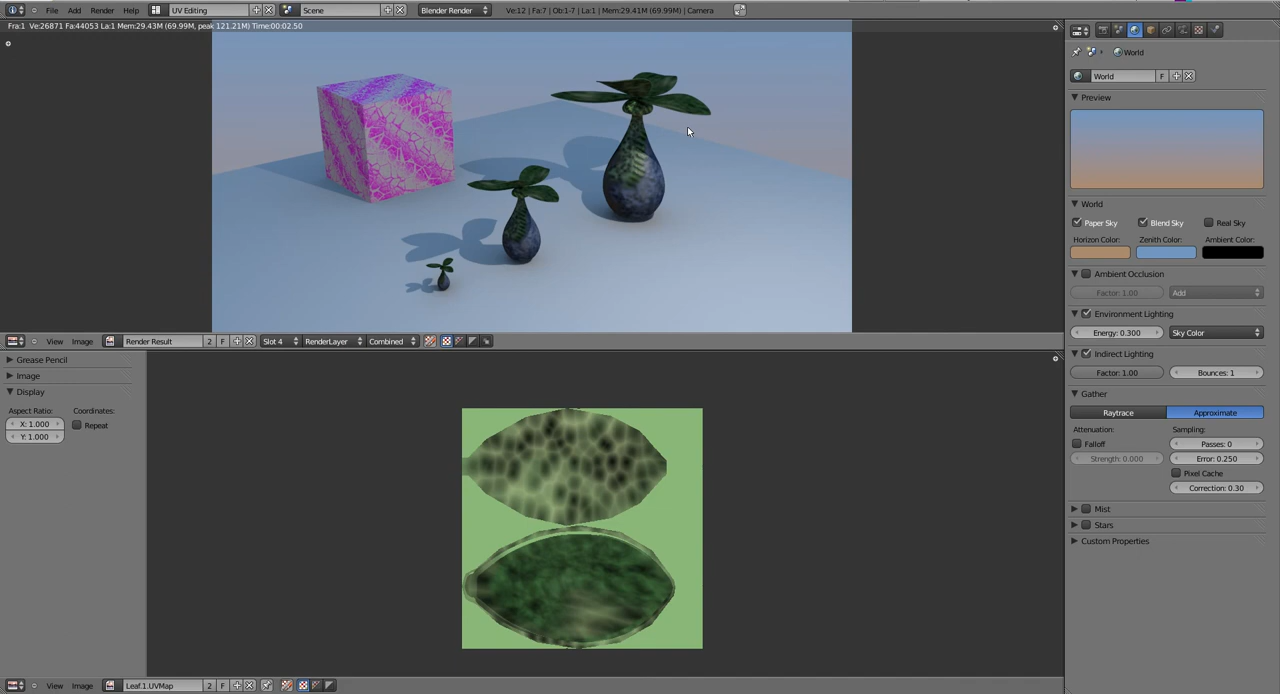 File Add Render Help UV Editing Scene Blender Render Ve:12 | Fa:7 | Ob:1-7 | La:1 | Mem:29.41M (69.99M) | Camera
Fra:1 Ve:26871 Fa:44053 La:1 Mem:29.43M (69.99M, peak 121.21M) Time:00:02.50
View Image Render Result 2 F Slot 4 RenderLayer Combined
Grease Pencil
Image
Display
Aspect Ratio: Coordinates:
X: 1.000 Repeat
Y: 1.000
View Image Leaf.1.UVMap 2 F
World
World F
Preview
World
Paper Sky Blend Sky Real Sky
Horizon Color: Zenith Color: Ambient Color:
Ambient Occlusion
Factor: 1.00 Add
Environment Lighting
Energy: 0.300 Sky Color
Indirect Lighting
Factor: 1.00 Bounces: 1
Gather
Raytrace Approximate
Attenuation: Sampling:
Falloff Passes: 0
Strength: 0.000 Error: 0.250
Pixel Cache
Correction: 0.30
Mist
Stars
Custom Properties